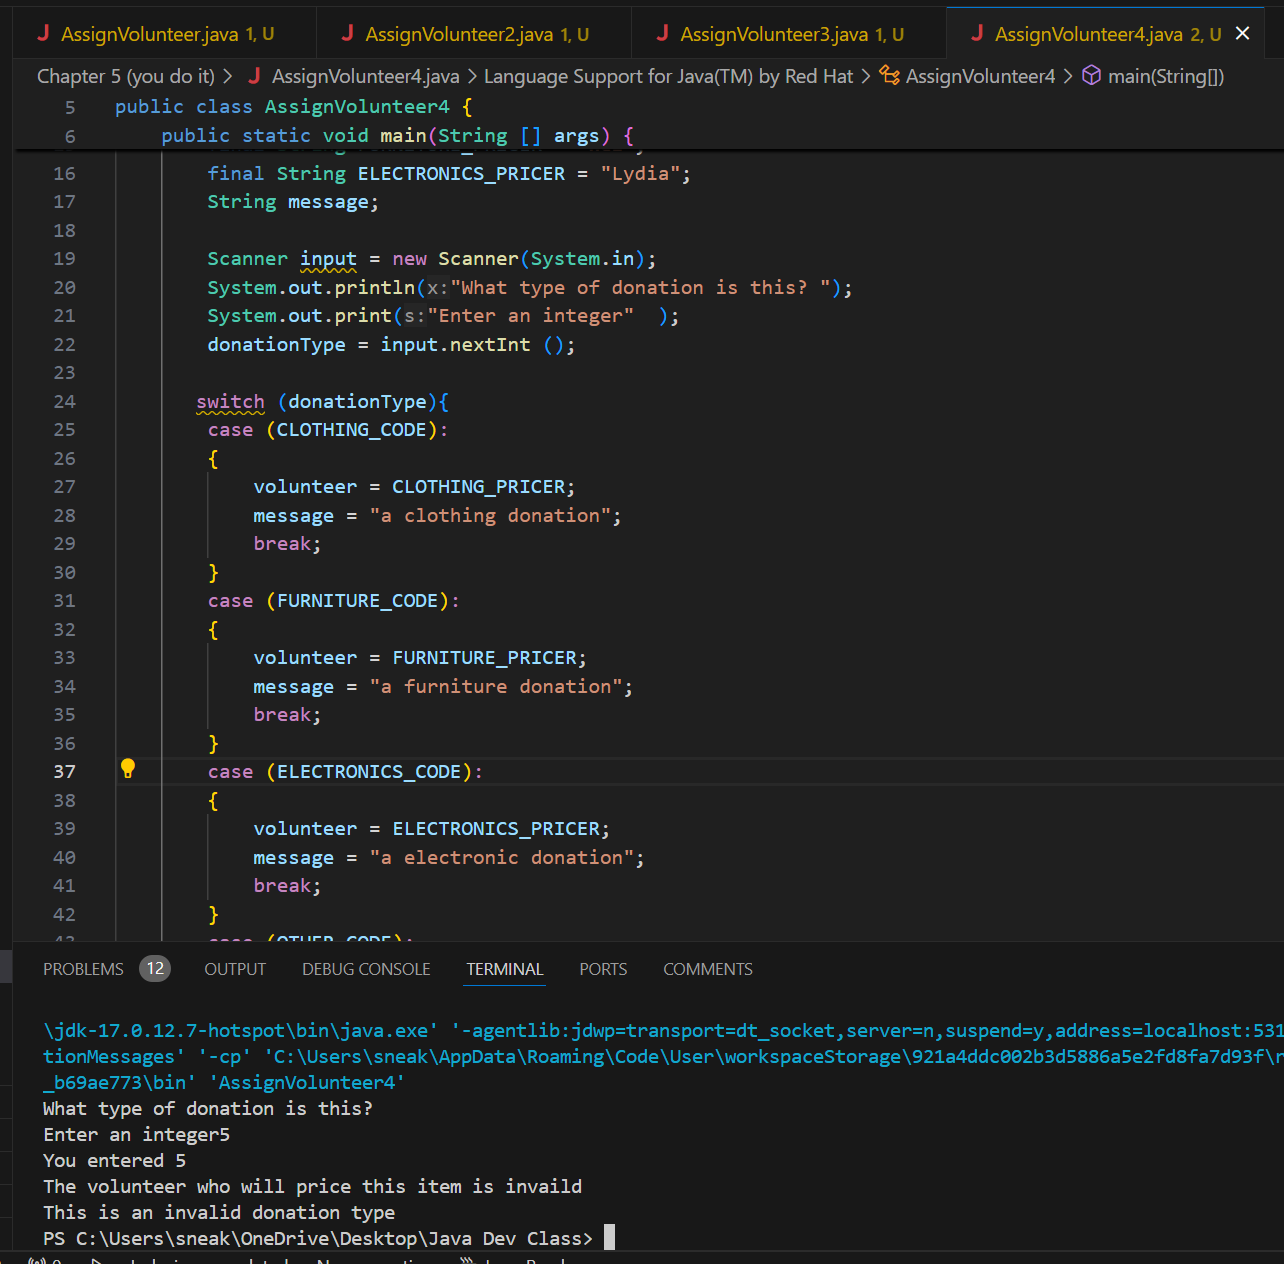 AssignVolunteer.java 1, U AssignVolunteer2.java 1, U AssignVolunteer3.java 1, U AssignVolunteer4.java 2, U
Chapter 5 (you do it) > AssignVolunteer4.java > Language Support for Java(TM) by Red Hat > AssignVolunteer4 > main(String[])
5 public class AssignVolunteer4 {
6 public static void main(String [] args) {
16 final String ELECTRONICS_PRICER = "Lydia";
17 String message;
18
19 Scanner input = new Scanner(System.in);
20 System.out.println(x:"What type of donation is this? ");
21 System.out.print(s:"Enter an integer"  );
22 donationType = input.nextInt ();
23
24 switch (donationType){
25 case (CLOTHING_CODE):
26 {
27 volunteer = CLOTHING_PRICER;
28 message = "a clothing donation";
29 break;
30 }
31 case (FURNITURE_CODE):
32 {
33 volunteer = FURNITURE_PRICER;
34 message = "a furniture donation";
35 break;
36 }
37 case (ELECTRONICS_CODE):
38 {
39 volunteer = ELECTRONICS_PRICER;
40 message = "a electronic donation";
41 break;
42 }
43 case (OTHER_CODE):
PROBLEMS 12 OUTPUT DEBUG CONSOLE TERMINAL PORTS COMMENTS
\jdk-17.0.12.7-hotspot\bin\java.exe' '-agentlib:jdwp=transport=dt_socket,server=n,suspend=y,address=localhost:531
tionMessages' '-cp' 'C:\Users\sneak\AppData\Roaming\Code\User\workspaceStorage\921a4ddc002b3d5886a5e2fd8fa7d93f\r
_b69ae773\bin' 'AssignVolunteer4'
What type of donation is this?
Enter an integer5
You entered 5
The volunteer who will price this item is invaild
This is an invalid donation type
PS C:\Users\sneak\OneDrive\Desktop\Java Dev Class>